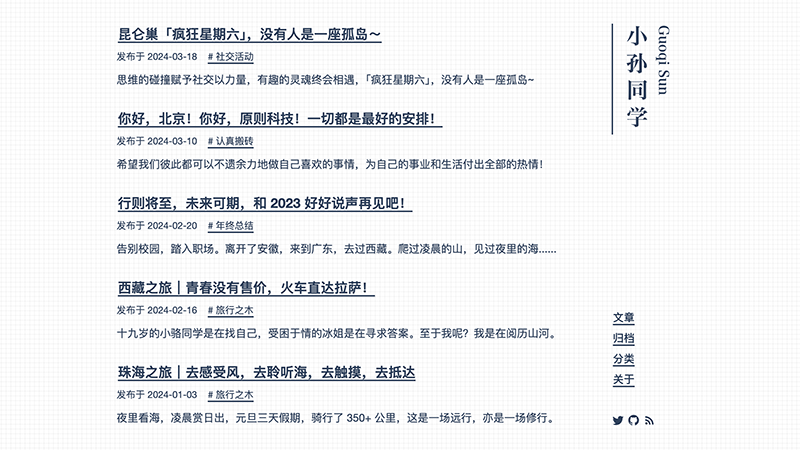 昆仑巢「疯狂星期六」，没有人是一座孤岛～
发布于 2024-03-18 # 社交活动
思维的碰撞赋予社交以力量，有趣的灵魂终会相遇，「疯狂星期六」，没有人是一座孤岛~
你好，北京！你好，原则科技！一切都是最好的安排！
发布于 2024-03-10 # 认真搬砖
希望我们彼此都可以不遗余力地做自己喜欢的事情，为自己的事业和生活付出全部的热情！
行则将至，未来可期，和 2023 好好说声再见吧！
发布于 2024-02-20 # 年终总结
告别校园，踏入职场。离开了安徽，来到广东，去过西藏。爬过凌晨的山，见过夜里的海......
西藏之旅｜青春没有售价，火车直达拉萨！
发布于 2024-02-16 # 旅行之木
十九岁的小骆同学是在找自己，受困于情的冰姐是在寻求答案。至于我呢？我是在阅历山河。
珠海之旅｜去感受风，去聆听海，去触摸，去抵达
发布于 2024-01-03 # 旅行之木
夜里看海，凌晨赏日出，元旦三天假期，骑行了 350+ 公里，这是一场远行，亦是一场修行。
小孙同学
Guoqi Sun
文章
归档
分类
关于